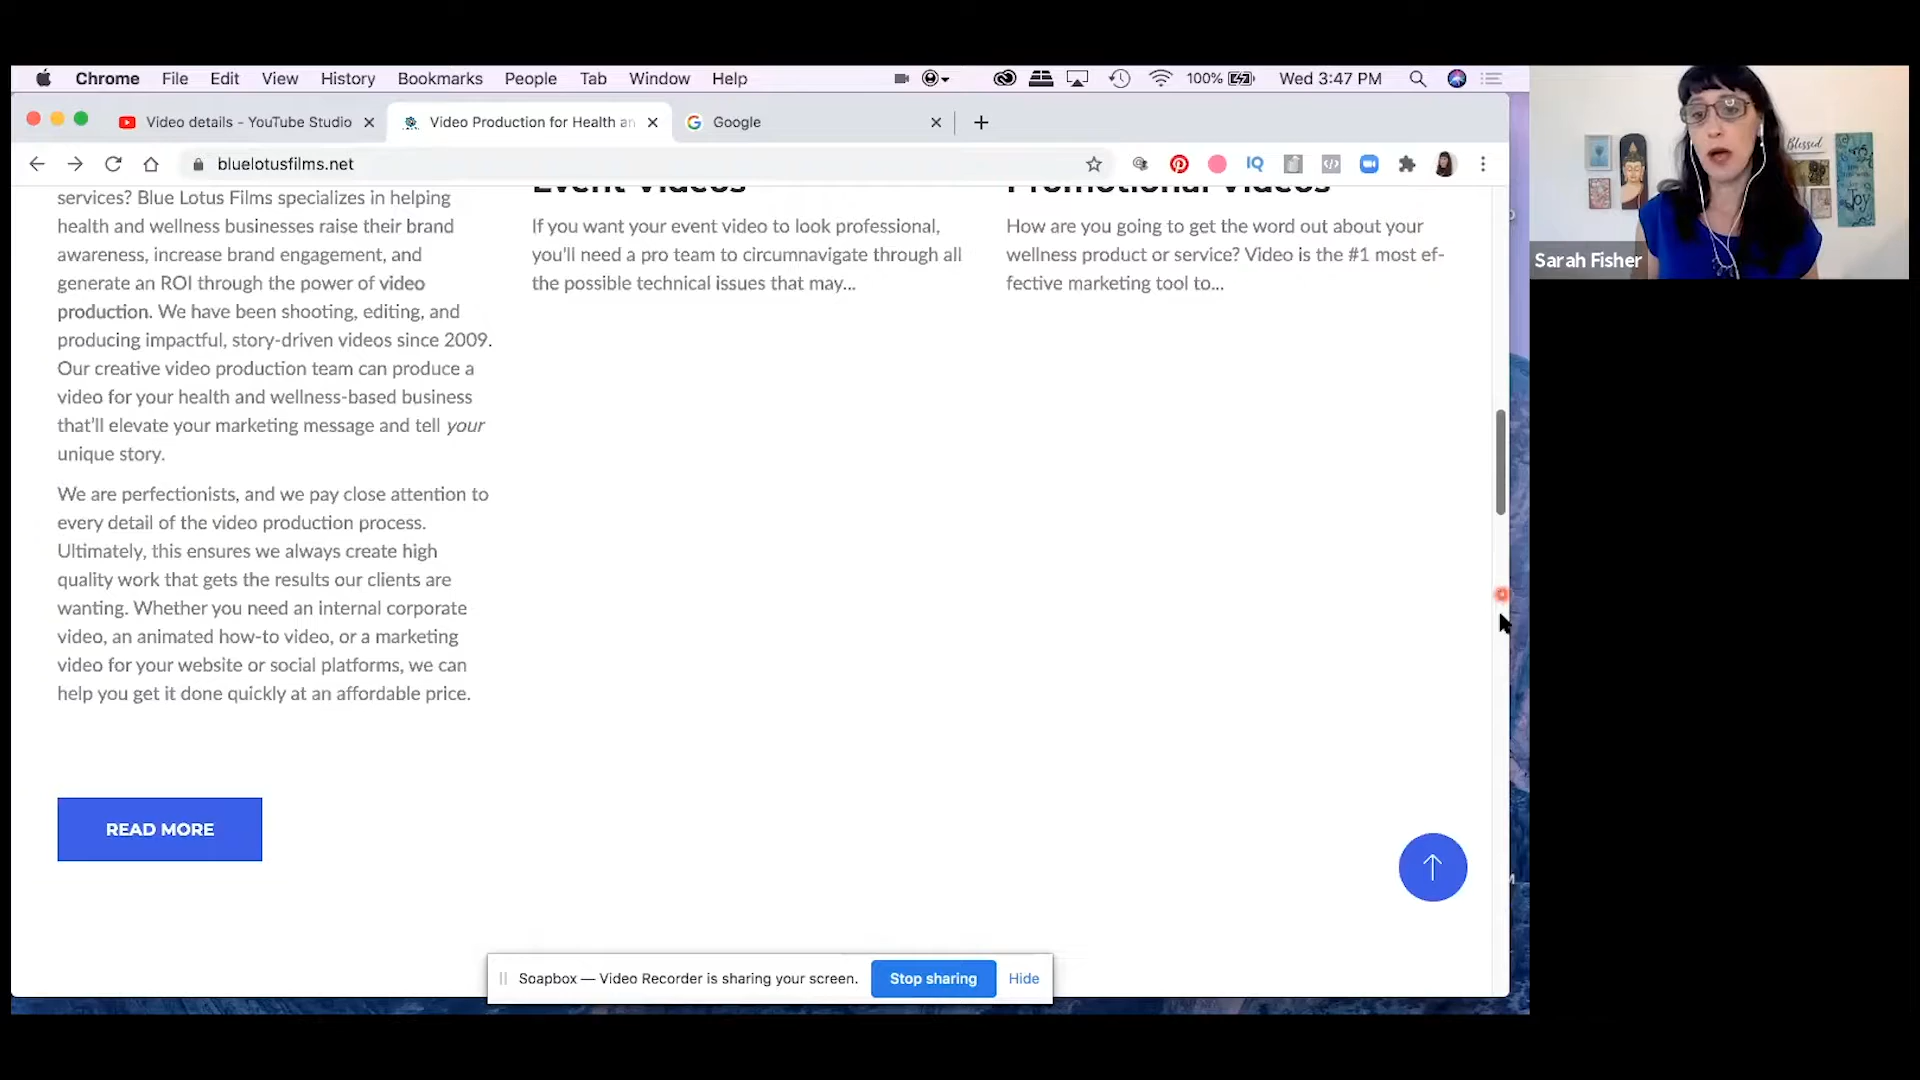 Chrome File Edit View History Bookmarks People Tab Window Help 100% Wed 3:47 PM
Video details - YouTube Studio Video Production for Health an Google
bluelotusfilms.net IQ
services? Blue Lotus Films specializes in helping
health and wellness businesses raise their brand
awareness, increase brand engagement, and
generate an ROI through the power of video
production. We have been shooting, editing, and
producing impactful, story-driven videos since 2009.
Our creative video production team can produce a
video for your health and wellness-based business
that'll elevate your marketing message and tell your
unique story.
We are perfectionists, and we pay close attention to
every detail of the video production process.
Ultimately, this ensures we always create high
quality work that gets the results our clients are
wanting. Whether you need an internal corporate
video, an animated how-to video, or a marketing
video for your website or social platforms, we can
help you get it done quickly at an affordable price.
READ MORE
Event Videos
If you want your event video to look professional,
you'll need a pro team to circumnavigate through all
the possible technical issues that may...
Promotional Videos
How are you going to get the word out about your
wellness product or service? Video is the #1 most ef-
fective marketing tool to...
Soapbox — Video Recorder is sharing your screen. Stop sharing Hide
Blessed
Joy
Sarah Fisher